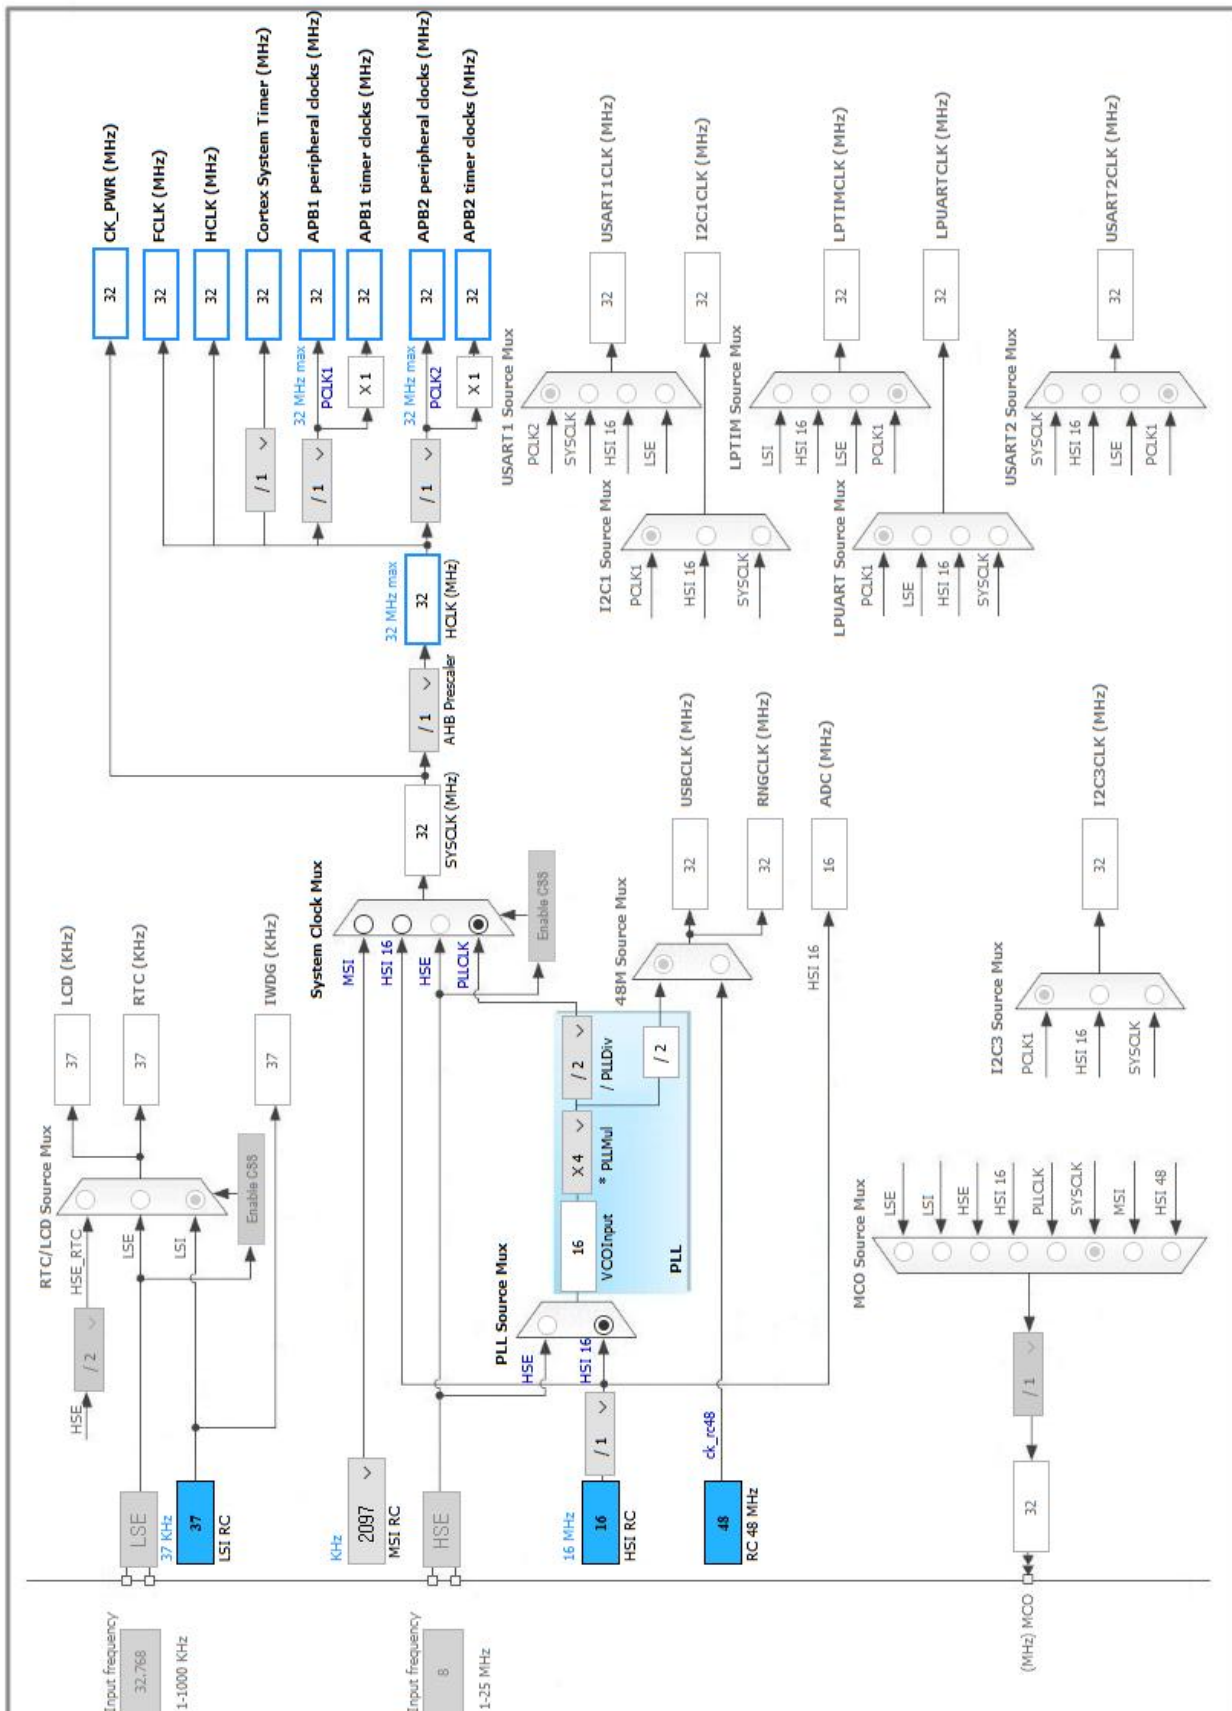 Input frequency
32.768
1-1000 KHz
LSE
37 KHz
37
LSI RC
HSE
/ 2
HSE_RTC
LSE
LSI
RTC/LCD Source Mux
Enable CSS
37
LCD (KHz)
37
RTC (KHz)
37
IWDG (KHz)
Input frequency
8
1-25 MHz
KHz
2097
MSI RC
HSE
16 MHz
16
HSI RC
/ 1
48
RC 48 MHz
ck_rc48
PLL Source Mux
HSE
HSI 16
16
VCOInput
X 4
* PLLMul
/ 2
/ PLLDiv
/ 2
PLL
System Clock Mux
MSI
HSI 16
HSE
PLLCLK
Enable CSS
32
SYSCLK (MHz)
/ 1
AHB Prescaler
32 MHz max
32
HCLK (MHz)
/ 1
/ 1
32 MHz max
PCLK1
X 1
/ 1
32 MHz max
PCLK2
X 1
32
CK_PWR (MHz)
32
FCLK (MHz)
32
HCLK (MHz)
32
Cortex System Timer (MHz)
32
APB1 peripheral clocks (MHz)
32
APB1 timer clocks (MHz)
32
APB2 peripheral clocks (MHz)
32
APB2 timer clocks (MHz)
48M Source Mux
32
USBCLK (MHz)
32
RNGCLK (MHz)
HSI 16
16
ADC (MHz)
USART1 Source Mux
PCLK2
SYSCLK
HSI 16
LSE
32
USART1CLK (MHz)
I2C1 Source Mux
PCLK1
HSI 16
SYSCLK
32
I2C1CLK (MHz)
LPTIM Source Mux
LSI
HSI 16
LSE
PCLK1
32
LPTIMCLK (MHz)
LPUART Source Mux
PCLK1
LSE
HSI 16
SYSCLK
32
LPUARTCLK (MHz)
USART2 Source Mux
SYSCLK
HSI 16
LSE
PCLK1
32
USART2CLK (MHz)
I2C3 Source Mux
PCLK1
HSI 16
SYSCLK
32
I2C3CLK (MHz)
MCO Source Mux
LSE
LSI
HSE
HSI 16
PLLCLK
SYSCLK
MSI
HSI 48
/ 1
32
(MHz) MCO